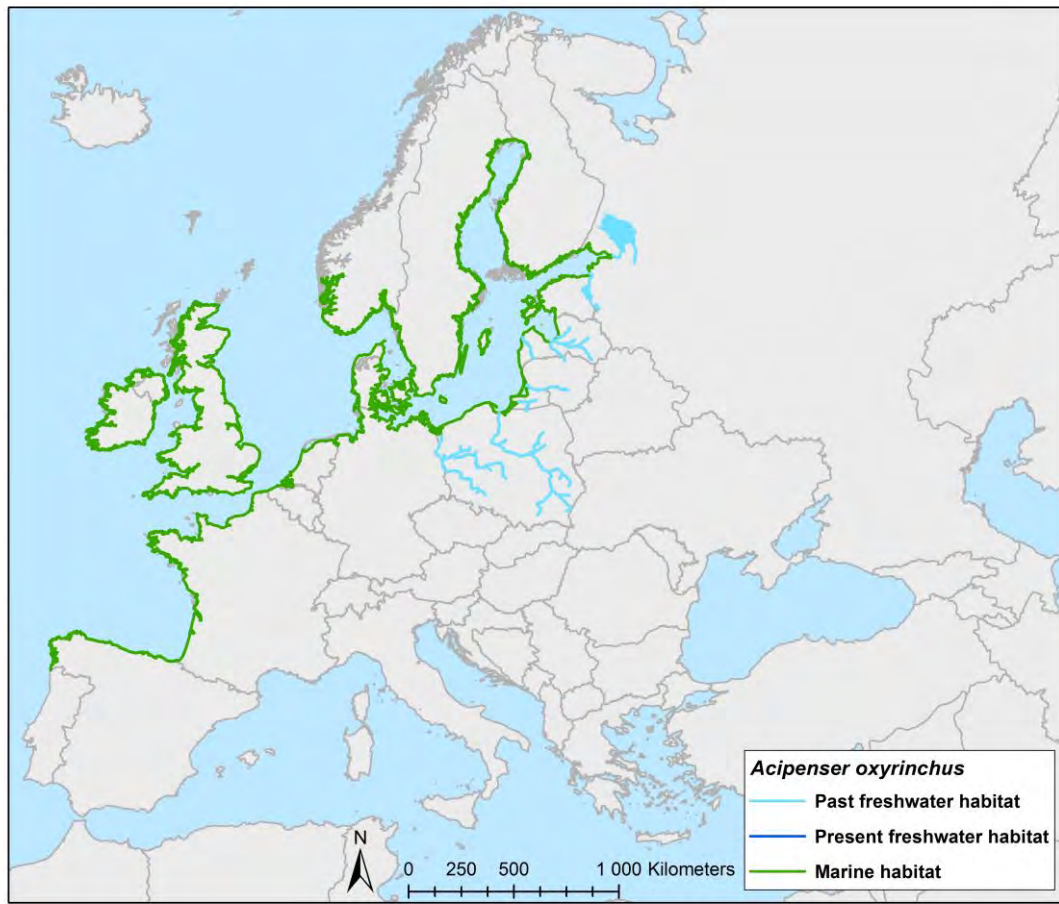 Acipenser oxyrinchus
Past freshwater habitat
Present freshwater habitat
Marine habitat
N
0 250 500 1 000 Kilometers